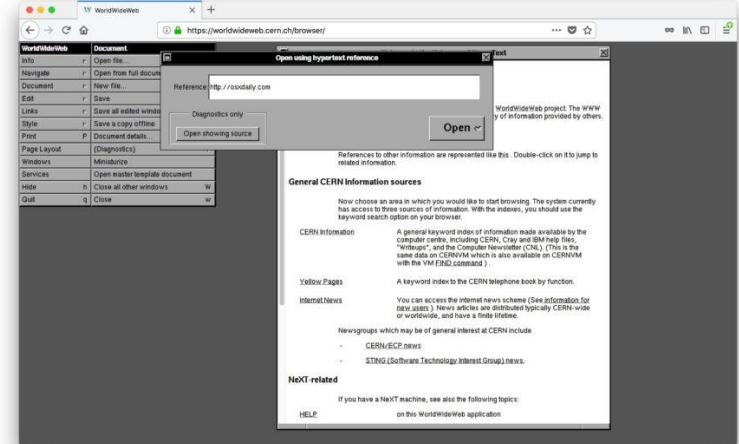 WorldWideWeb
https://worldwideweb.cern.ch/browser/
WorldWideWeb
Info r
Navigate r
Document r
Edit r
Links r
Style r
Print P
Page Layout
Windows
Services
Hide h
Quit q
Document
Open file...
Open from full docum
New file...
Save
Save all edited windo
Save a copy offline
Document details...
(Diagnostics)
Miniaturize
Open master template document
Close all other windows W
Close w
Open using hypertext reference
Reference: http://osxdaily.com
Diagnostics only
Open showing source
Open
Text
WorldWideWeb project. The WWW
y of information provided by others.
References to other information are represented like this . Double-click on it to jump to
related information.
General CERN Information sources
Now choose an area in which you would like to start browsing. The system currently
has access to three sources of information. With the indexes, you should use the
keyword search option on your browser.
CERN Information A general keyword index of information made available by the
computer centre, including CERN, Cray and IBM help files,
"Writeups", and the Computer Newsletter (CNL). (This is the
same data on CERNVM which is also available on CERNVM
with the VM FIND command ) .
Yellow Pages A keyword index to the CERN telephone book by function.
Internet News You can access the internet news scheme (See information for
new users ). News articles are distributed typically CERN-wide
or worldwide, and have a finite lifetime.
Newsgroups which may be of general interest at CERN include
- CERN/ECP news
- STING (Software Technology Interest Group) news.
NeXT-related
If you have a NeXT machine, see also the following topics:
HELP on this WorldWideWeb application